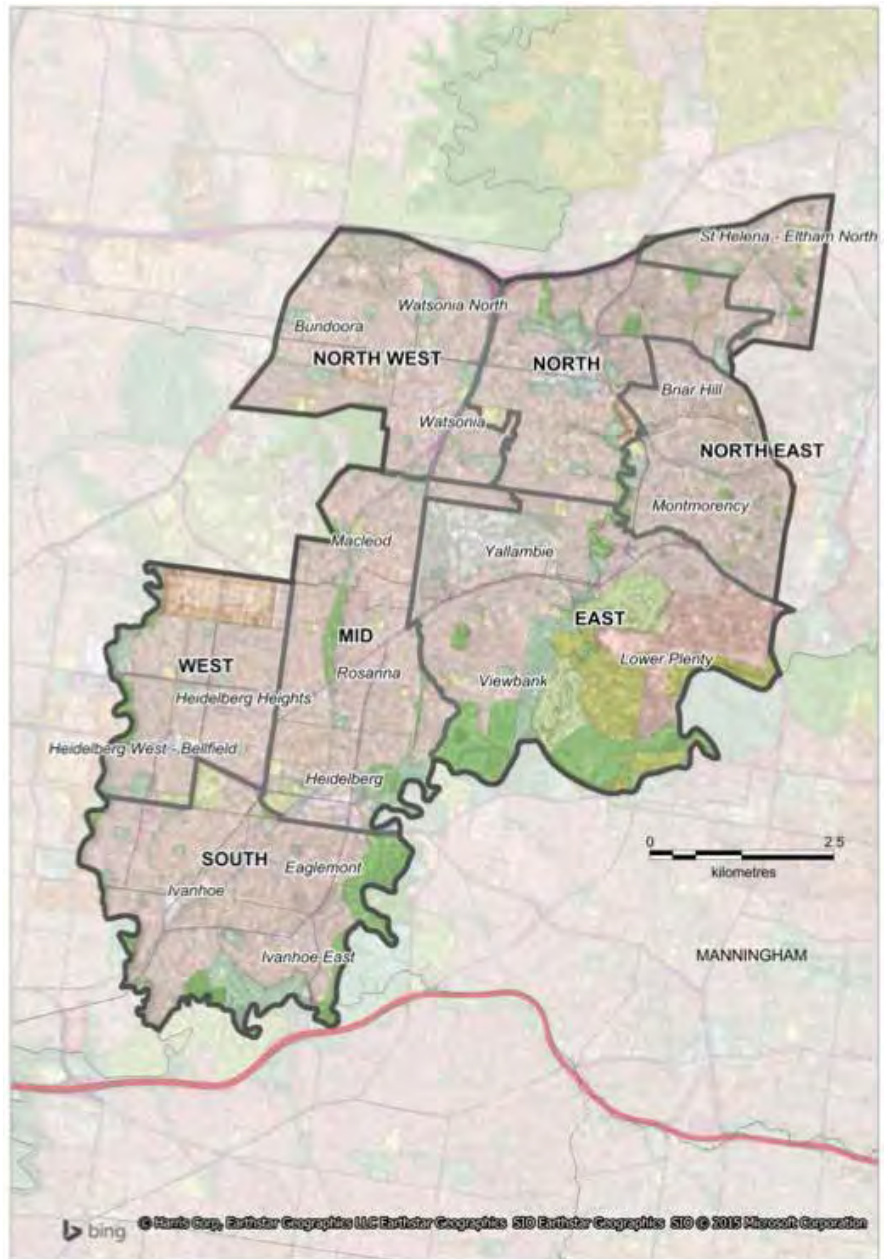 St Helena - Eltham North
Watsonia North
Bundoora
NORTH WEST
NORTH
Briar Hill
Watsonia
NORTH EAST
Montmorency
Macleod
Yallambie
EAST
MID
WEST
Lower Plenty
Rosanna
Viewbank
Heidelberg Heights
Heidelberg West - Bellfield
Heidelberg
0 2.5
kilometres
SOUTH
Eaglemont
Ivanhoe
Ivanhoe East
MANNINGHAM
bing
© Harris Corp, Earthstar Geographics LLC Earthstar Geographics SIO Earthstar Geographics SIO © 2015 Microsoft Corporation